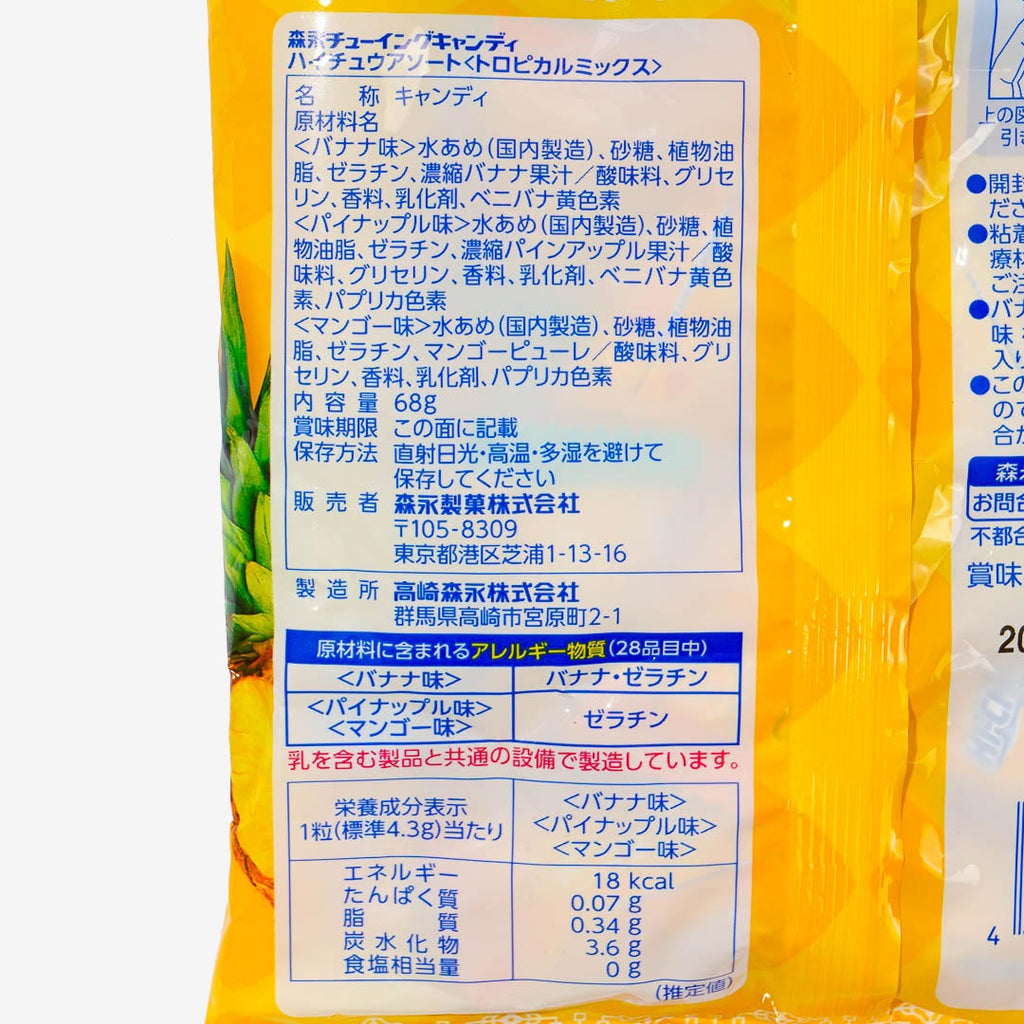 森永チューイングキャンディ
ハイチュウアソート<トロピカルミックス>
名 称 キャンディ
原材料名
<バナナ味>水あめ(国内製造)、砂糖、植物油
脂、ゼラチン、濃縮バナナ果汁/酸味料、グリセ
リン、香料、乳化剤、ベニバナ黄色素
<パイナップル味>水あめ(国内製造)、砂糖、植
物油脂、ゼラチン、濃縮パインアップル果汁/酸
味料、グリセリン、香料、乳化剤、ベニバナ黄色
素、パプリカ色素
<マンゴー味>水あめ(国内製造)、砂糖、植物油
脂、ゼラチン、マンゴーピューレ/酸味料、グリ
セリン、香料、乳化剤、パプリカ色素
内容量 68g
賞味期限 この面に記載
保存方法 直射日光・高温・多湿を避けて
保存してください
販売者 森永製菓株式会社
〒105-8309
東京都港区芝浦1-13-16
製造所 高崎森永株式会社
群馬県高崎市宮原町2-1
原材料に含まれるアレルギー物質(28品目中)
<バナナ味> バナナ・ゼラチン
<パイナップル味>
<マンゴー味> ゼラチン
乳を含む製品と共通の設備で製造しています。
栄養成分表示
1粒(標準4.3g)当たり
<バナナ味>
<パイナップル味>
<マンゴー味>
エネルギー 18 kcal
たんぱく質 0.07 g
脂質 0.34 g
炭水化物 3.6 g
食塩相当量 0 g
(推定値)
上の図
引き
●開封
ださ
●粘着
療材
ご注
●バナ
味
入り
●この
ので
合が
森永
お問合
不都合
賞味
20
4